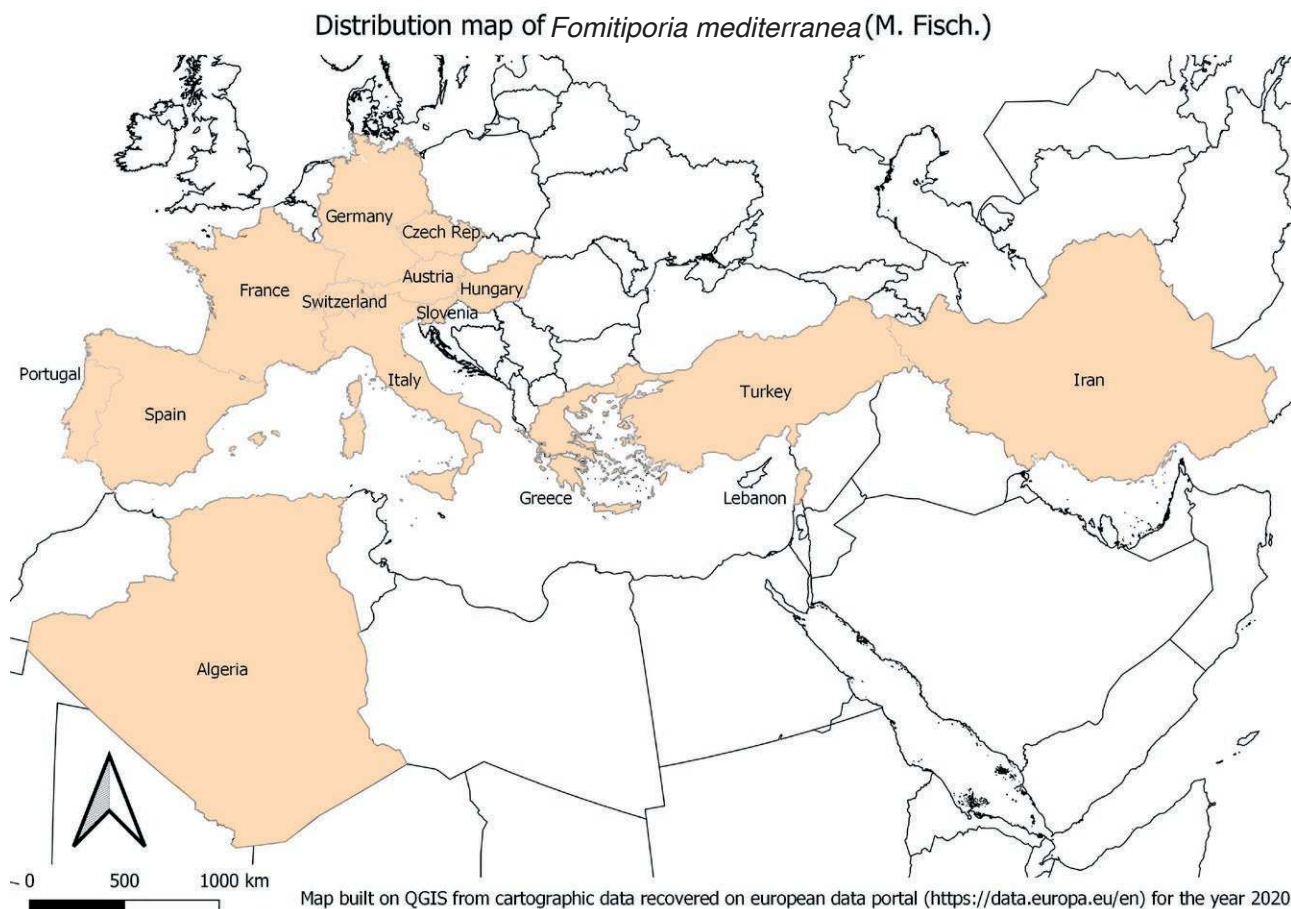 Distribution map of Fomitiporia mediterranea (M. Fisch.)
Germany
Czech Rep.
Austria
France
Switzerland
Hungary
Slovenia
Portugal
Italy
Spain
Turkey
Iran
Greece
Lebanon
Algeria
0 500 1000 km
Map built on QGIS from cartographic data recovered on european data portal (https://data.europa.eu/en) for the year 2020